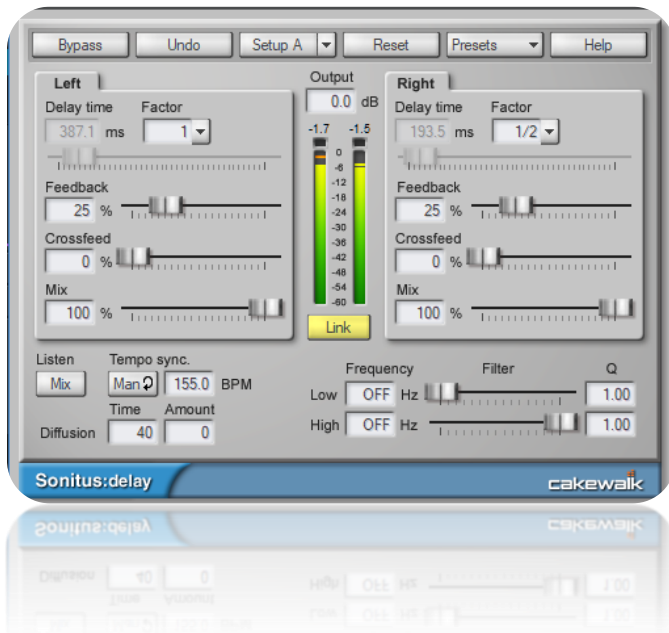 Bypass Undo Setup A Reset Presets Help
Left Output Right
0.0 dB
Delay time Factor Delay time Factor
387.1 ms 1 -1.7 -1.5 193.5 ms 1/2
0
-6
-12
-18
-24
-30
-36
-42
-48
-54
-60
Feedback Feedback
25 % 25 %
Crossfeed Crossfeed
0 % 0 %
Mix Mix
100 % 100 %
Link
Listen Tempo sync. Frequency Filter Q
Mix Man 155.0 BPM Low OFF Hz 1.00
Time Amount
Diffusion 40 0 High OFF Hz 1.00
Sonitus:delay cakewalk